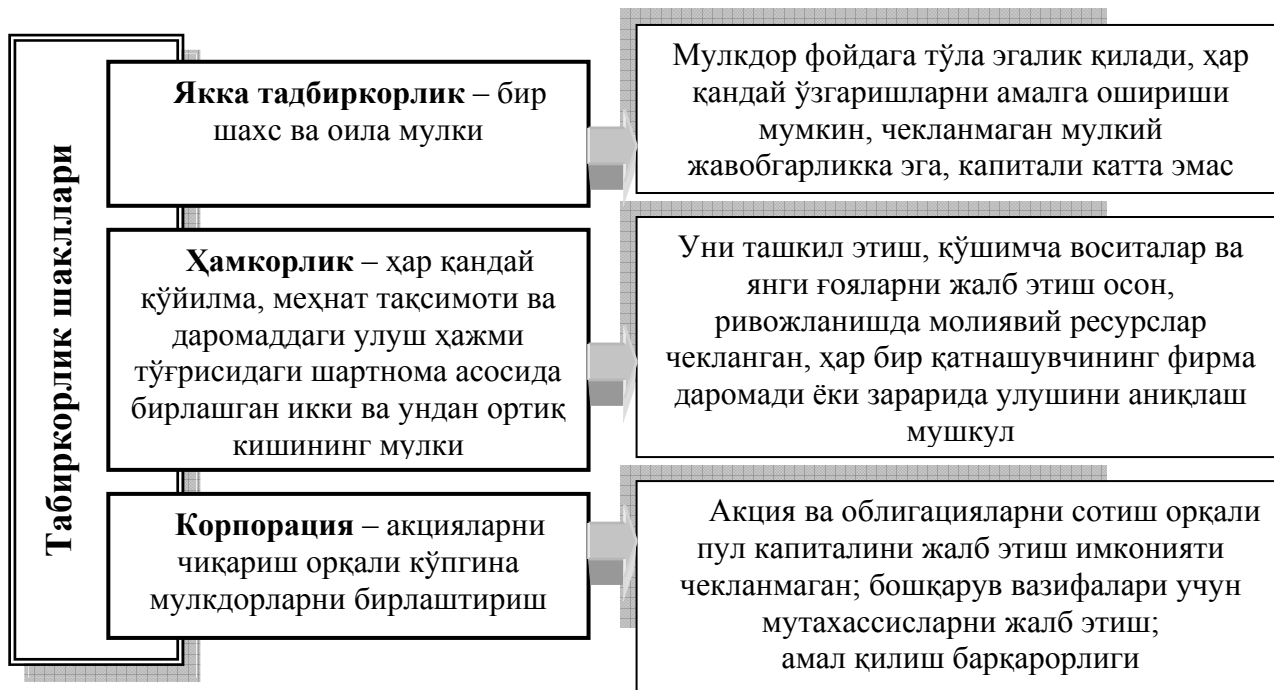 Табиркорлик шакллари
Якка тадбиркорлик – бир
шахс ва оила мулки
Мулкдор фойдага тўла эгалик қилади, ҳар
қандай ўзгаришларни амалга ошириши
мумкин, чекланмаган мулкий
жавобгарликка эга, капитали катта эмас
Ҳамкорлик – ҳар қандай
қўйилма, меҳнат тақсимоти ва
даромаддаги улуш ҳажми
тўғрисидаги шартнома асосида
бирлашган икки ва ундан ортиқ
кишининг мулки
Уни ташкил этиш, қўшимча воситалар ва
янги ғояларни жалб этиш осон,
ривожланишда молиявий ресурслар
чекланган, ҳар бир қатнашувчининг фирма
даромади ёки зарарида улушини аниқлаш
мушкул
Корпорация – акцияларни
чиқариш орқали кўпгина
мулкдорларни бирлаштириш
Акция ва облигацияларни сотиш орқали
пул капиталини жалб этиш имконияти
чекланмаган; бошқарув вазифалари учун
мутахассисларни жалб этиш;
амал қилиш барқарорлиги